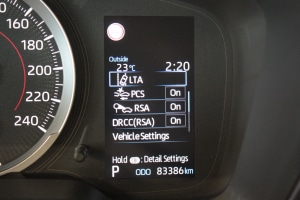 160
180
200
220
240
Outside
23°C 2:20
LTA
PCS On
RSA On
DRCC(RSA) On
Vehicle Settings
Hold : Detail Settings
P ODO 83386 km